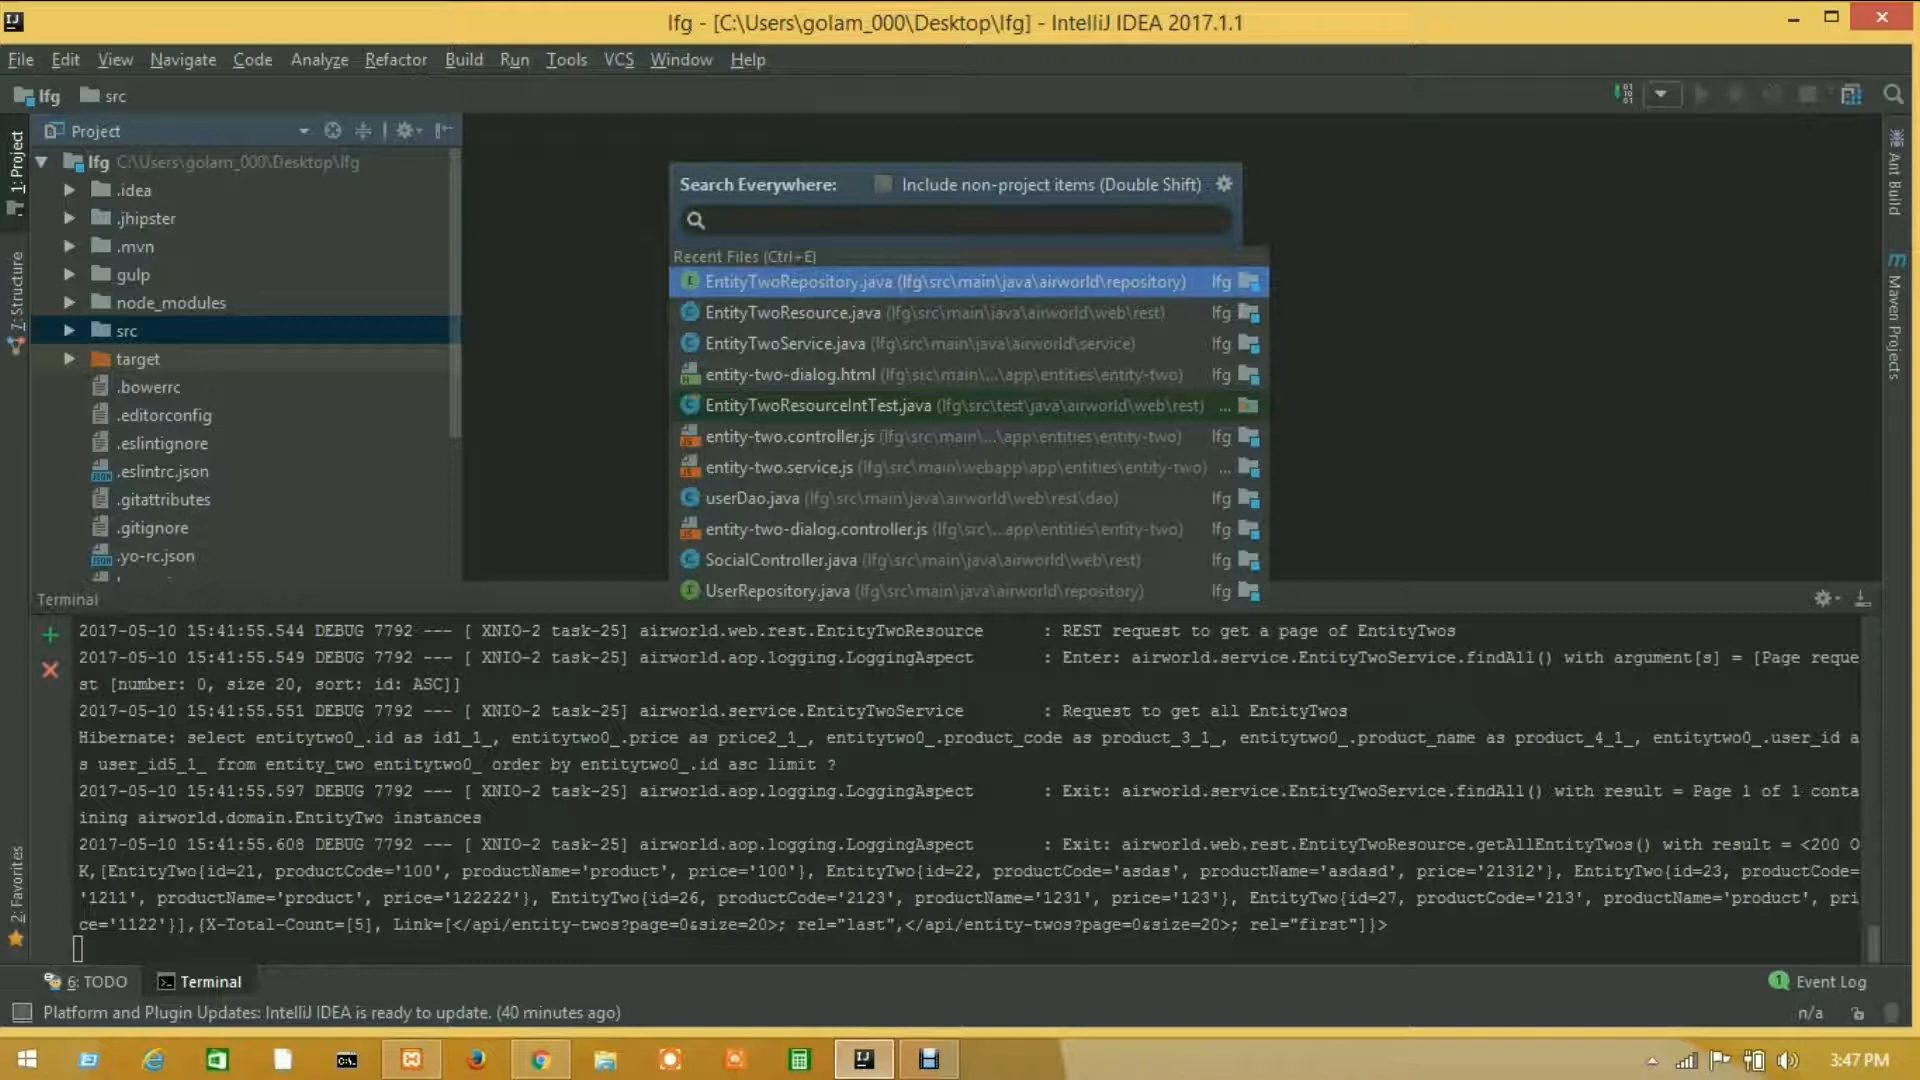 lfg - [C:\Users\golam_000\Desktop\lfg] - IntelliJ IDEA 2017.1.1
File Edit View Navigate Code Analyze Refactor Build Run Tools VCS Window Help
lfg src
Project
1: Project
7: Structure
2: Favorites
Ant Build
Maven Projects
lfg C:\Users\golam_000\Desktop\lfg
.idea
.jhipster
.mvn
gulp
node_modules
src
target
.bowerrc
.editorconfig
.eslintignore
.eslintrc.json
.gitattributes
.gitignore
.yo-rc.json
Search Everywhere: Include non-project items (Double Shift)
Recent Files (Ctrl+E)
EntityTwoRepository.java (lfg\src\main\java\airworld\repository) lfg
EntityTwoResource.java (lfg\src\main\java\airworld\web\rest) lfg
EntityTwoService.java (lfg\src\main\java\airworld\service) lfg
entity-two-dialog.html (lfg\src\main\...\app\entities\entity-two) lfg
EntityTwoResourceIntTest.java (lfg\src\test\java\airworld\web\rest) ...
entity-two.controller.js (lfg\src\main\...\app\entities\entity-two) lfg
entity-two.service.js (lfg\src\main\webapp\app\entities\entity-two) ...
userDao.java (lfg\src\main\java\airworld\web\rest\dao) lfg
entity-two-dialog.controller.js (lfg\src\...app\entities\entity-two) lfg
SocialController.java (lfg\src\main\java\airworld\web\rest) lfg
UserRepository.java (lfg\src\main\java\airworld\repository) lfg
Terminal
2017-05-10 15:41:55.544 DEBUG 7792 --- [ XNIO-2 task-25] airworld.web.rest.EntityTwoResource : REST request to get a page of EntityTwos
2017-05-10 15:41:55.549 DEBUG 7792 --- [ XNIO-2 task-25] airworld.aop.logging.LoggingAspect : Enter: airworld.service.EntityTwoService.findAll() with argument[s] = [Page reque
st [number: 0, size 20, sort: id: ASC]]
2017-05-10 15:41:55.551 DEBUG 7792 --- [ XNIO-2 task-25] airworld.service.EntityTwoService : Request to get all EntityTwos
Hibernate: select entitytwo0_.id as id1_1_, entitytwo0_.price as price2_1_, entitytwo0_.product_code as product_3_1_, entitytwo0_.product_name as product_4_1_, entitytwo0_.user_id a
s user_id5_1_ from entity_two entitytwo0_ order by entitytwo0_.id asc limit ?
2017-05-10 15:41:55.597 DEBUG 7792 --- [ XNIO-2 task-25] airworld.aop.logging.LoggingAspect : Exit: airworld.service.EntityTwoService.findAll() with result = Page 1 of 1 conta
ining airworld.domain.EntityTwo instances
2017-05-10 15:41:55.608 DEBUG 7792 --- [ XNIO-2 task-25] airworld.aop.logging.LoggingAspect : Exit: airworld.web.rest.EntityTwoResource.getAllEntityTwos() with result = <200 O
K,[EntityTwo{id=21, productCode='100', productName='product', price='100'}, EntityTwo{id=22, productCode='asdas', productName='asdasd', price='21312'}, EntityTwo{id=23, productCode=
'1211', productName='product', price='122222'}, EntityTwo{id=26, productCode='2123', productName='1231', price='123'}, EntityTwo{id=27, productCode='213', productName='product', pri
ce='1122'}],{X-Total-Count=[5], Link=[</api/entity-twos?page=0&size=20>; rel="last",</api/entity-twos?page=0&size=20>; rel="first"]}>
6: TODO Terminal 1 Event Log
Platform and Plugin Updates: IntelliJ IDEA is ready to update. (40 minutes ago) n/a
3:47 PM